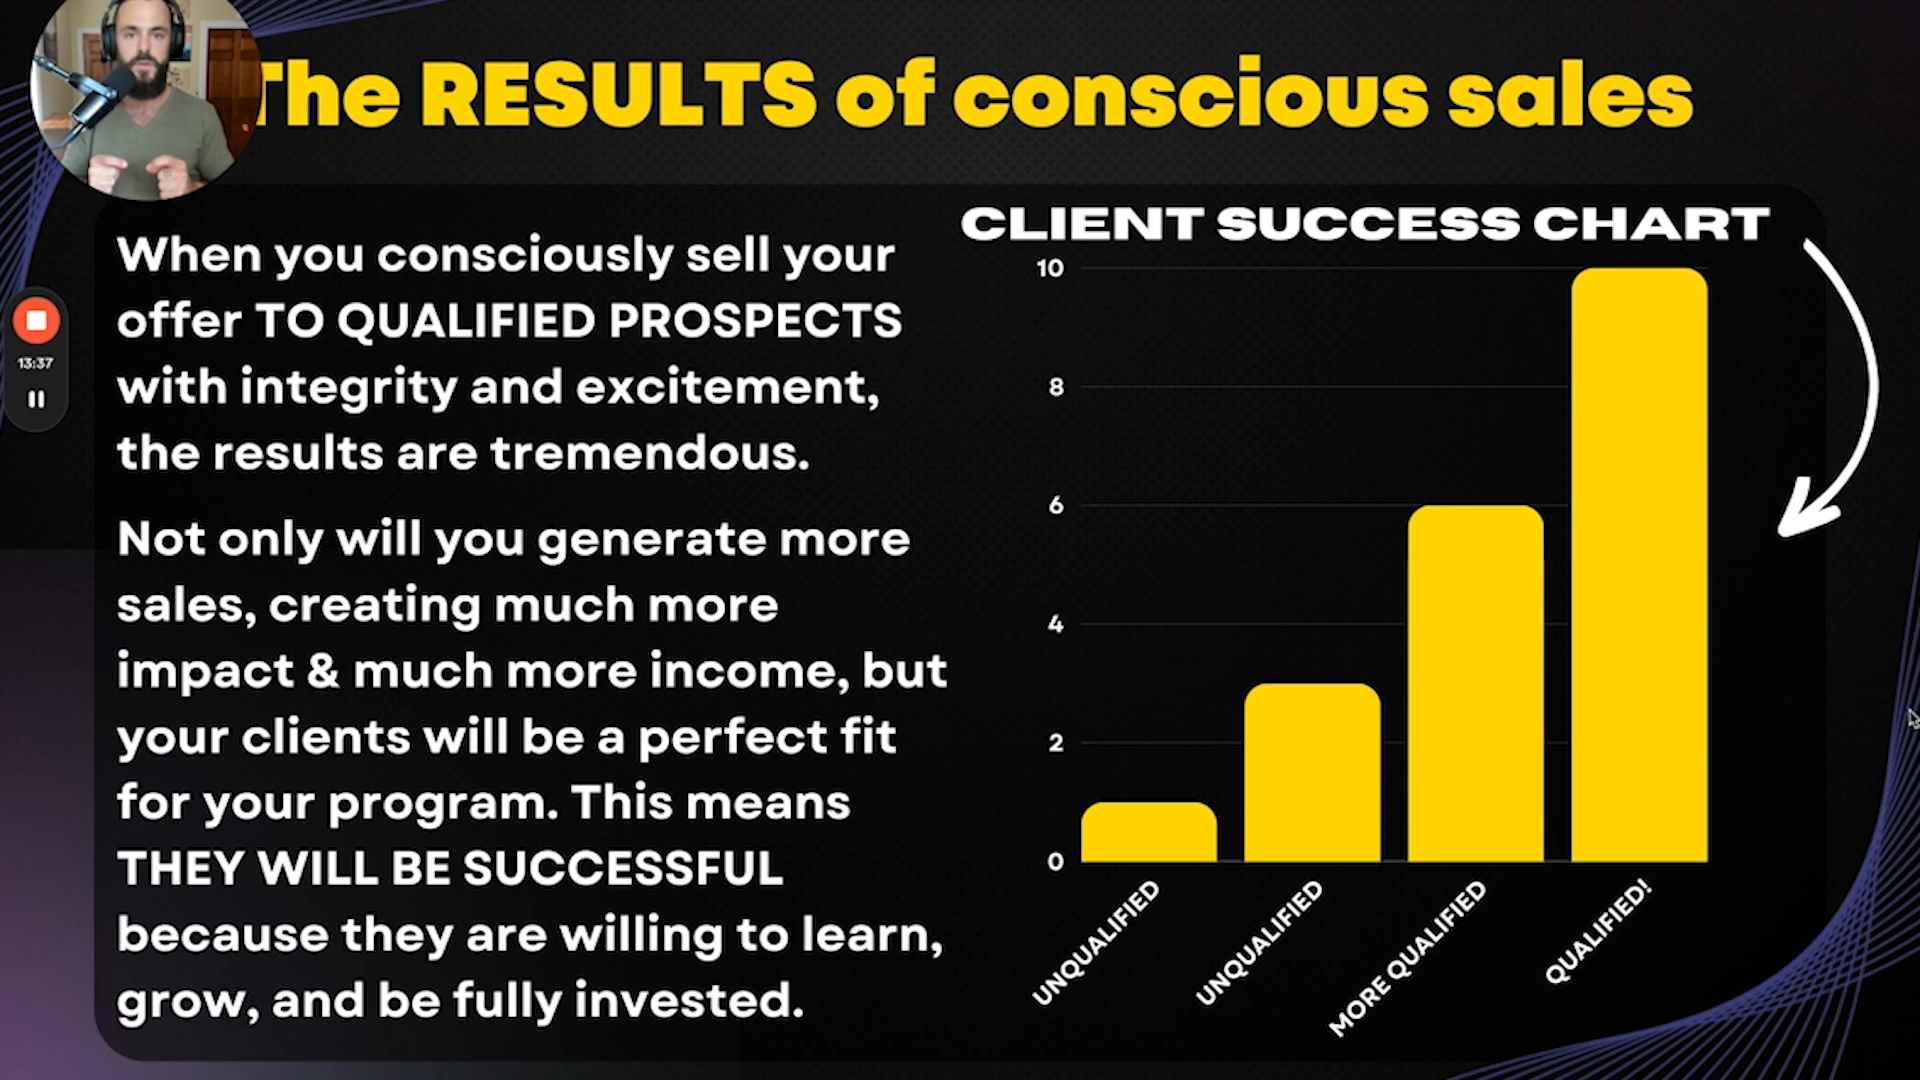 The RESULTS of conscious sales
When you consciously sell your
offer TO QUALIFIED PROSPECTS
with integrity and excitement,
the results are tremendous.
Not only will you generate more
sales, creating much more
impact & much more income, but
your clients will be a perfect fit
for your program. This means
THEY WILL BE SUCCESSFUL
because they are willing to learn,
grow, and be fully invested.
13:37
CLIENT SUCCESS CHART
10
8
6
4
2
0
UNQUALIFIED
UNQUALIFIED
MORE QUALIFIED
QUALIFIED!